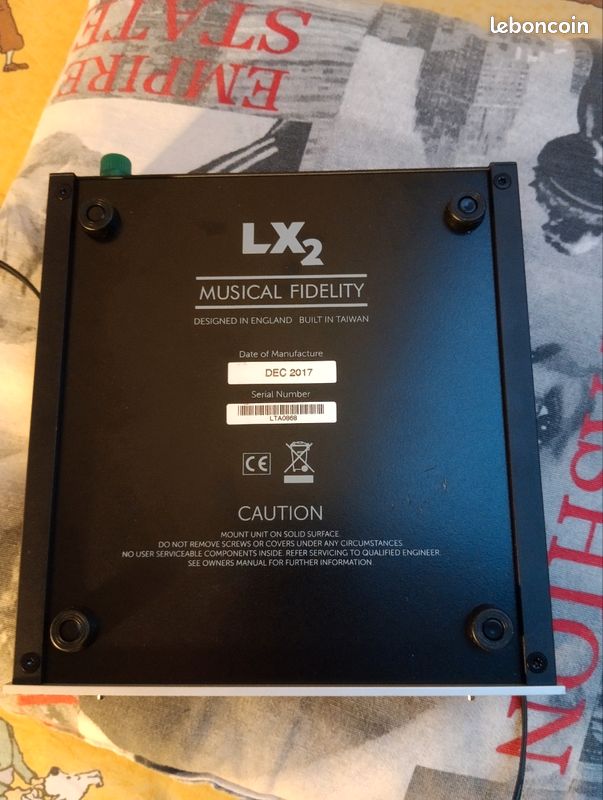 leboncoin
EMPIRE
STATE
LX2
MUSICAL FIDELITY
DESIGNED IN ENGLAND BUILT IN TAIWAN
Date of Manufacture
DEC 2017
Serial Number
LTA0868
CE
CAUTION
MOUNT UNIT ON SOLID SURFACE.
DO NOT REMOVE SCREWS OR COVERS UNDER ANY CIRCUMSTANCES.
NO USER SERVICEABLE COMPONENTS INSIDE. REFER SERVICING TO QUALIFIED ENGINEER.
SEE OWNERS MANUAL FOR FURTHER INFORMATION.